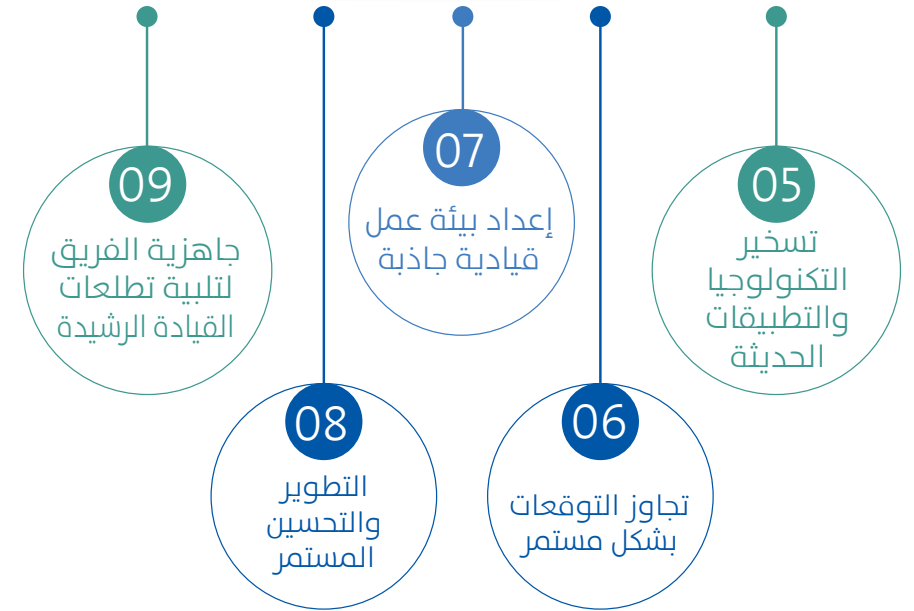 05
تسخير
التكنولوجيا
والتطبيقات
الحديثة
06
تجاوز التوقعات
بشكل مستمر
07
إعداد بيئة عمل
قيادية جاذبة
08
التطوير
والتحسين
المستمر
09
جاهزية الفريق
لتلبية تطلعات
القيادة الرشيدة